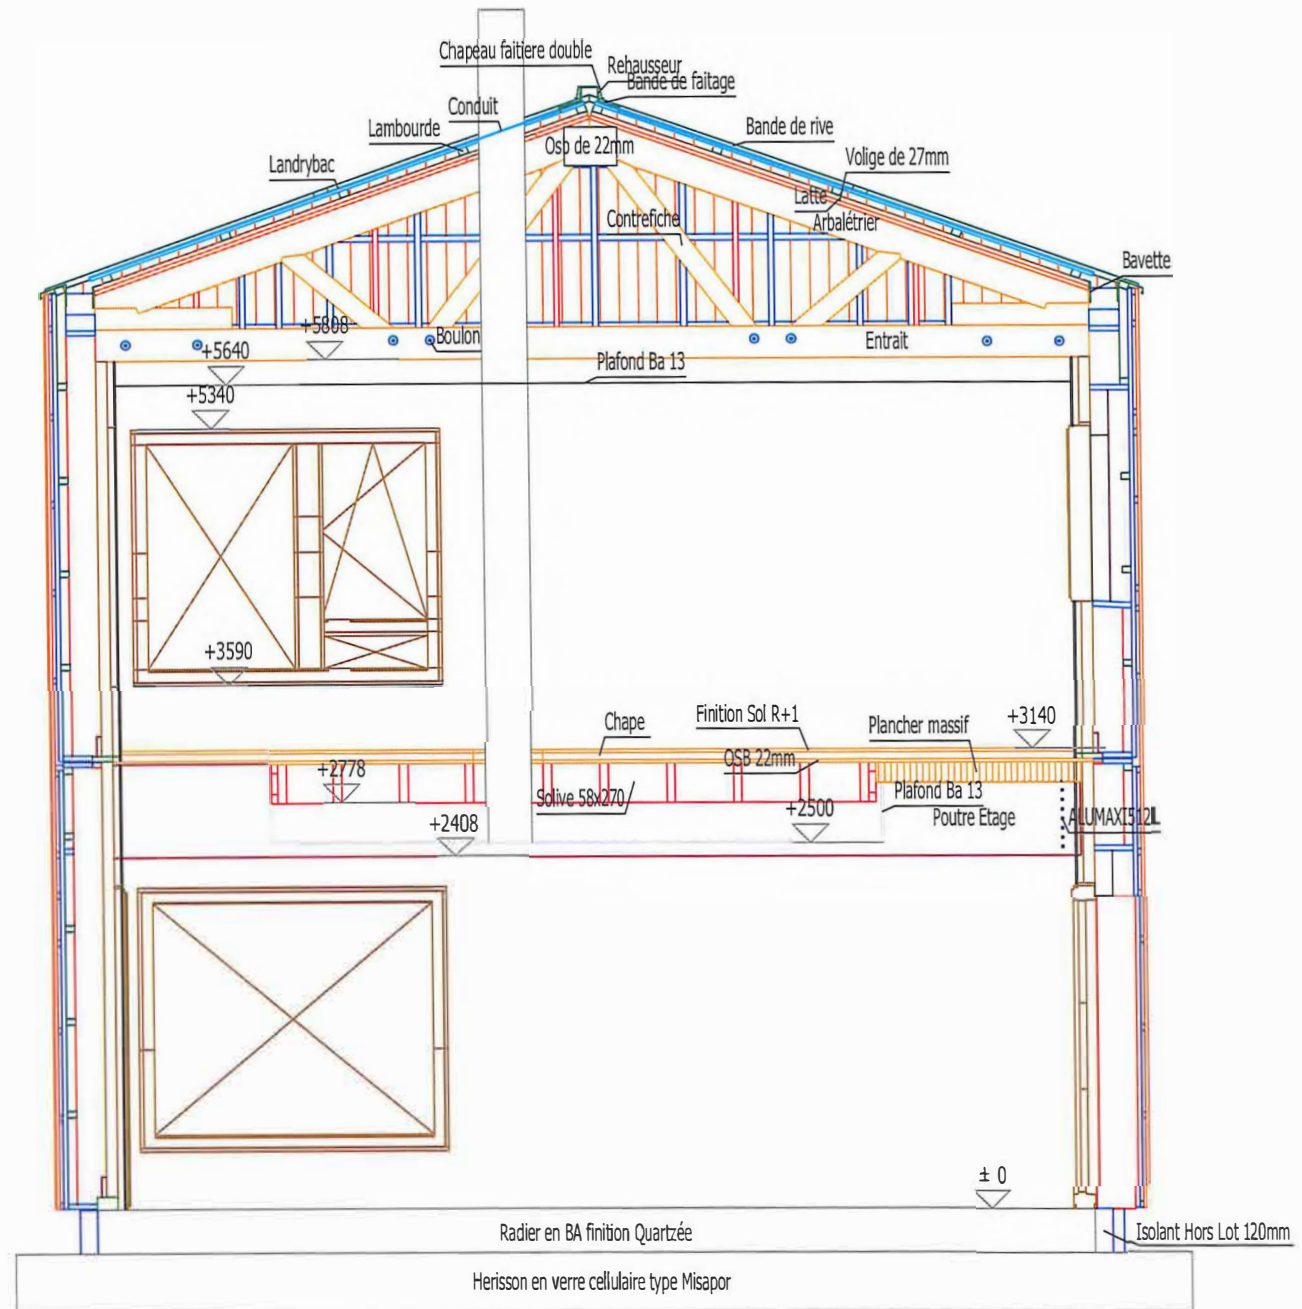 Chapeau faitiere double
Rehausseur
Bande de faitage
Conduit
Lambourde
Bande de rive
Osb de 22mm
Volige de 27mm
Landrybac
Latte
Contrefiche
Arbalétrier
Bavette
+5808
Boulon
Entrait
+5640
Plafond Ba 13
+5340
+3590
Chape
Finition Sol R+1
+3140
Plancher massif
OSB 22mm
+2778
Solive 58x270
Plafond Ba 13
+2500
Poutre Etage
ALUMAXI512lL
+2408
± 0
Radier en BA finition Quartzée
Isolant Hors Lot 120mm
Herisson en verre cellulaire type Misapor